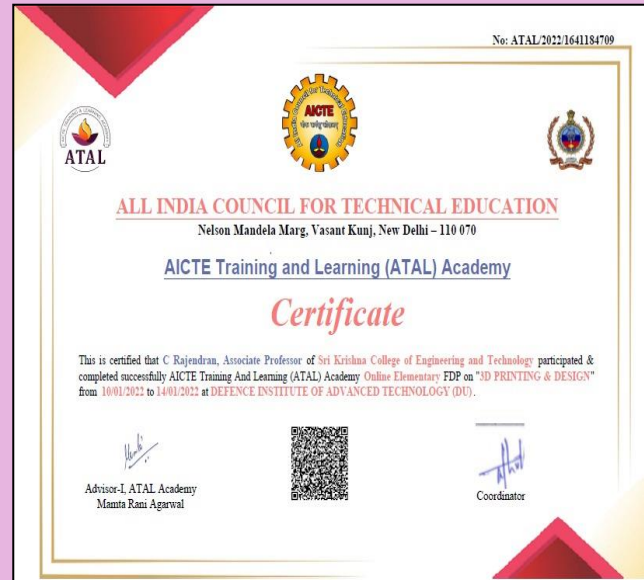 No: ATAL/2022/1641184709
ATAL
AICTE
ALL INDIA COUNCIL FOR TECHNICAL EDUCATION
Nelson Mandela Marg, Vasant Kunj, New Delhi – 110 070
AICTE Training and Learning (ATAL) Academy
Certificate
This is certified that C Rajendran, Associate Professor of Sri Krishna College of Engineering and Technology participated &
completed successfully AICTE Training And Learning (ATAL) Academy Online Elementary FDP on "3D PRINTING & DESIGN"
from 10/01/2022 to 14/01/2022 at DEFENCE INSTITUTE OF ADVANCED TECHNOLOGY (DU).
Advisor-I, ATAL Academy
Mamta Rani Agarwal
Coordinator